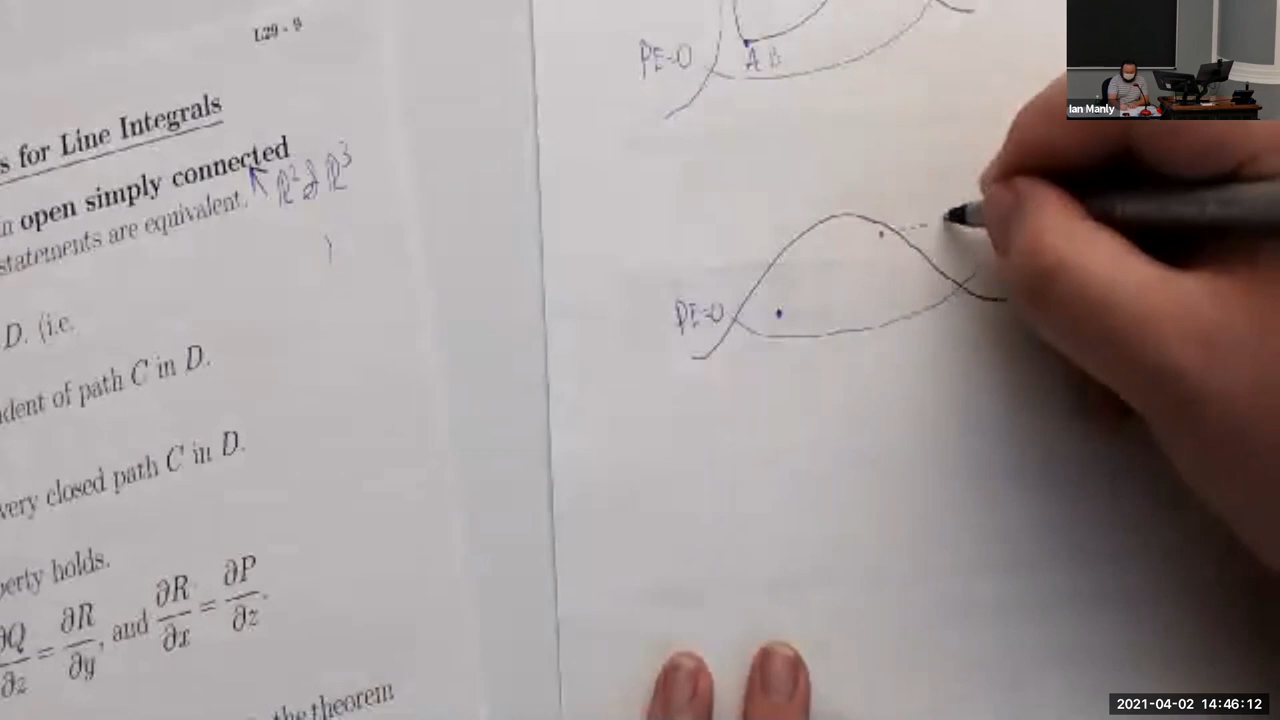 L29 - 9
s for Line Integrals
n open simply connected
statements are equivalent. ℝ² & ℝ³
D. (i.e.
dent of path C in D.
very closed path C in D.
perty holds.
∂Q/∂z = ∂R/∂y, and ∂R/∂x = ∂P/∂z.
the theorem
PE=0
A B
PE=0
Ian Manly
2021-04-02 14:46:12